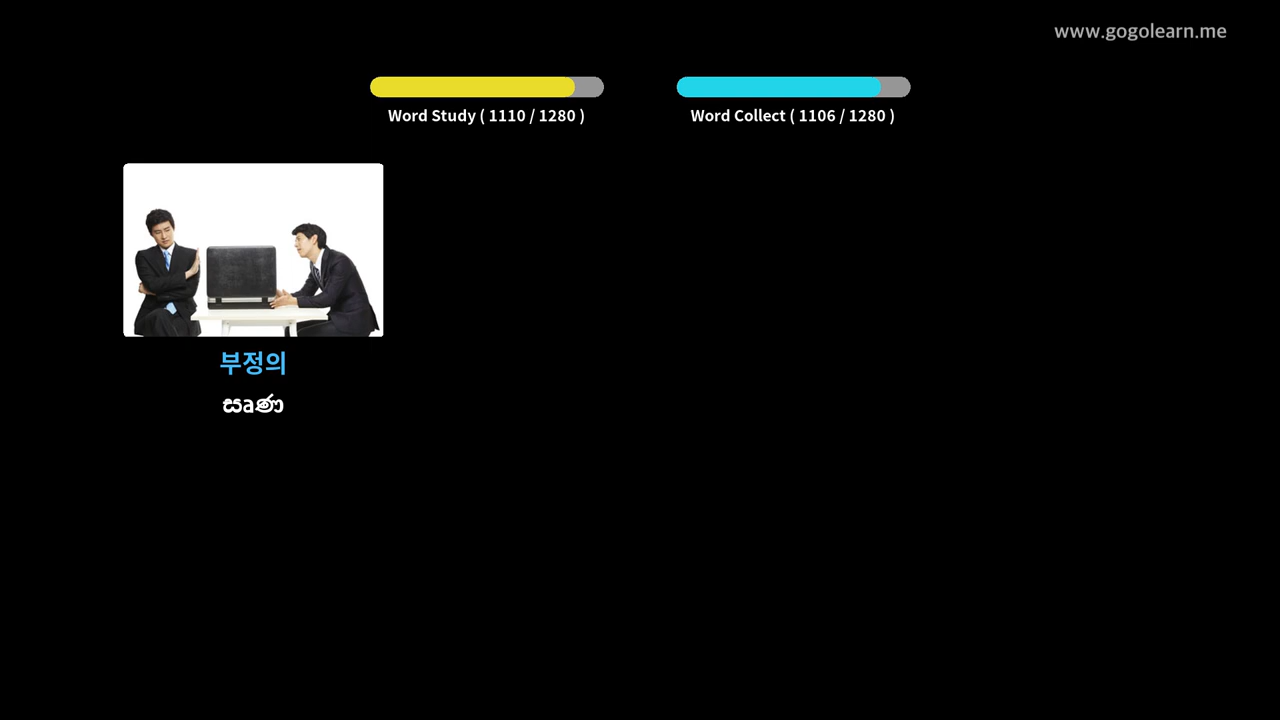 www.gogolearn.me
Word Study ( 1110 / 1280 )
Word Collect ( 1106 / 1280 )
부정의
සෘණ